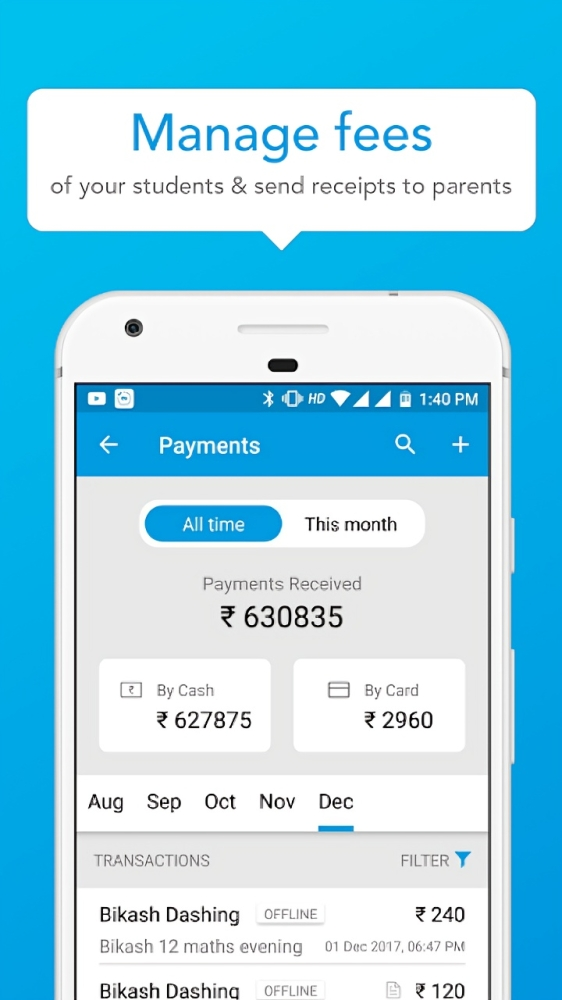 Manage fees
of your students & send receipts to parents
HD 1:40 PM
Payments
All time This month
Payments Received
₹ 630835
By Cash By Card
₹ 627875 ₹ 2960
Aug Sep Oct Nov Dec
TRANSACTIONS FILTER
Bikash Dashing OFFLINE ₹ 240
Bikash 12 maths evening 01 Dec 2017, 06:47 PM
Bikash Dashing OFFLINE ₹ 120